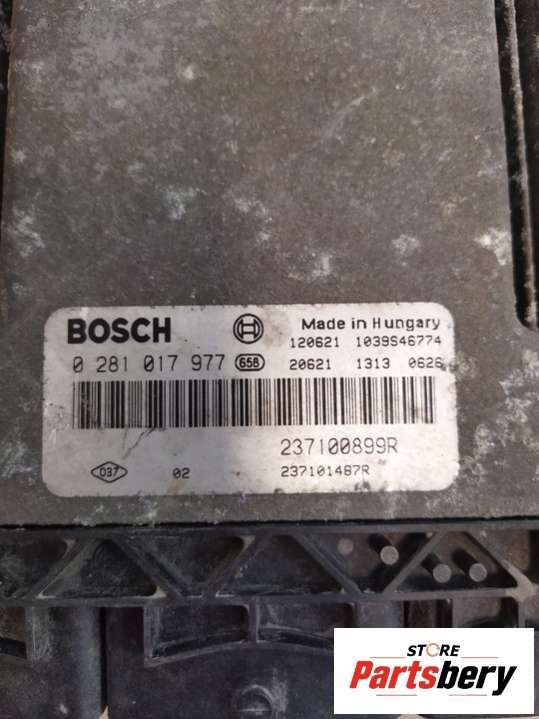 BOSCH
Made in Hungary
120621 1039S46774
0 281 017 977 658 20621 1313 0626
237100899R
037 02 237101487R
STORE
Partsbery